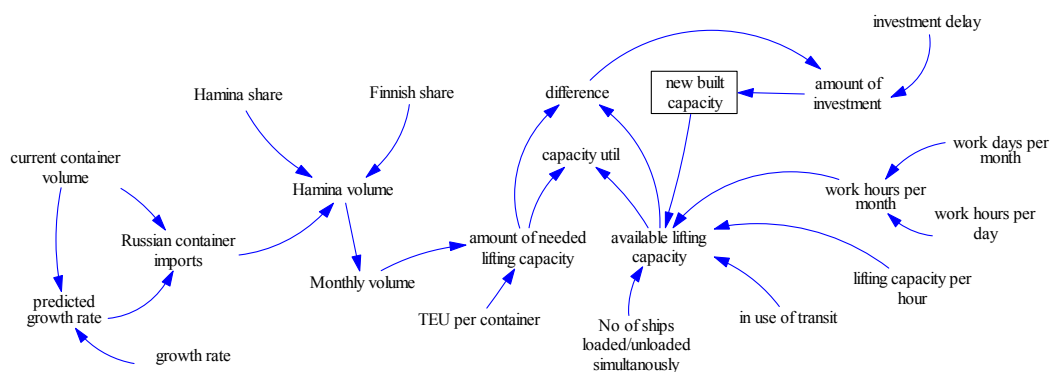 investment delay
Hamina share
Finnish share
difference
new built
capacity
amount of
investment
current container
volume
capacity util
work days per
month
Hamina volume
work hours per
month
Russian container
imports
amount of needed
lifting capacity
available lifting
capacity
work hours per
day
Monthly volume
lifting capacity per
hour
predicted
growth rate
TEU per container
No of ships
loaded/unloaded
simultanously
in use of transit
growth rate